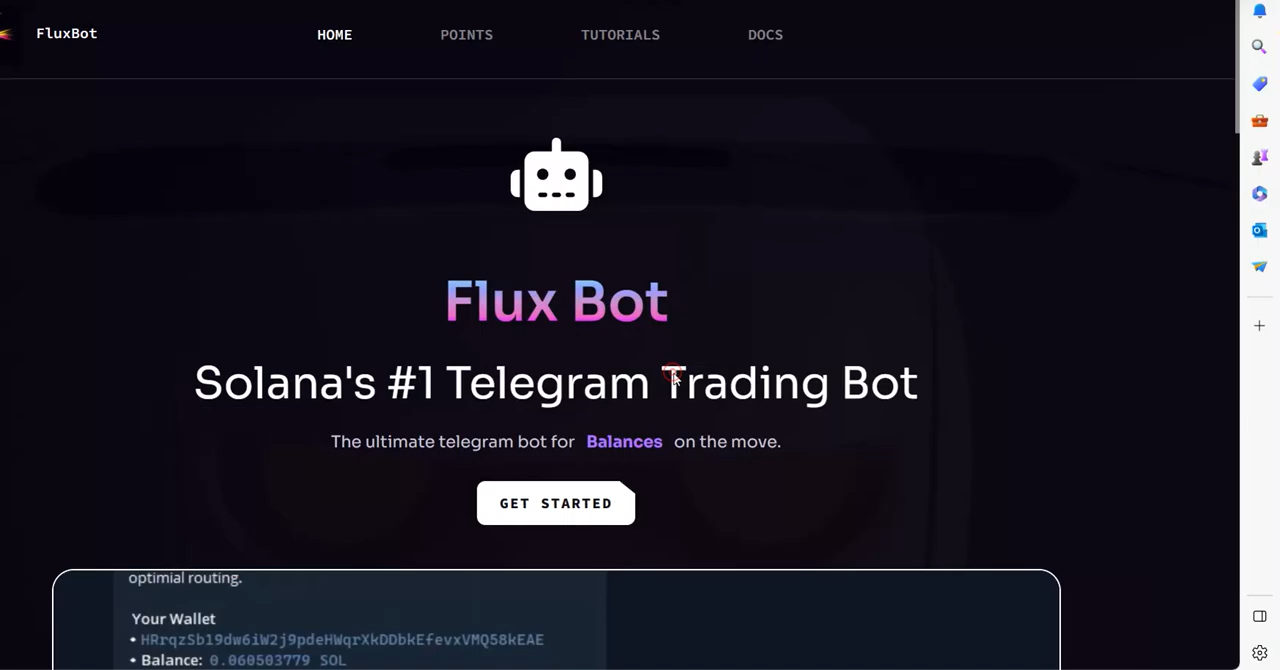 FluxBot HOME POINTS TUTORIALS DOCS
Flux Bot
Solana's #1 Telegram Trading Bot
The ultimate telegram bot for Balances on the move.
GET STARTED
optimial routing.
Your Wallet
• HRrqzSb19dw6iW2j9pdeHWqrXkDDbkEfevxVMQ58kEAE
• Balance: 0.060503779 SOL